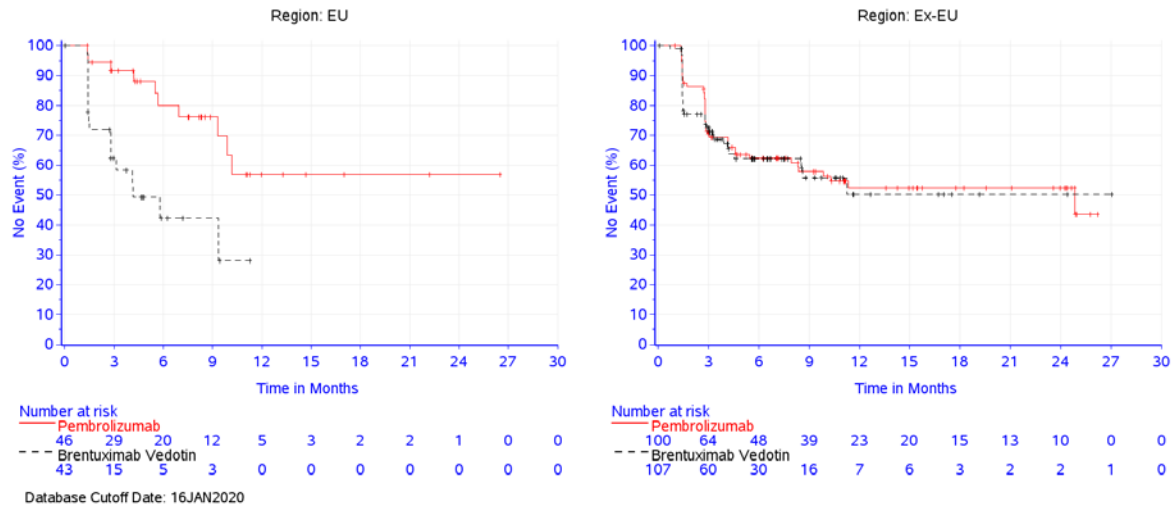 Region: EU
No Event (%)
100
90
80
70
60
50
40
30
20
10
0
0 3 6 9 12 15 18 21 24 27 30
Time in Months
Number at risk
Pembrolizumab
46 29 20 12 5 3 2 2 1 0 0
Brentuximab Vedotin
43 15 5 3 0 0 0 0 0 0 0
Region: Ex-EU
No Event (%)
100
90
80
70
60
50
40
30
20
10
0
0 3 6 9 12 15 18 21 24 27 30
Time in Months
Number at risk
Pembrolizumab
100 64 48 39 23 20 15 13 10 0 0
Brentuximab Vedotin
107 60 30 16 7 6 3 2 2 1 0
Database Cutoff Date: 16JAN2020